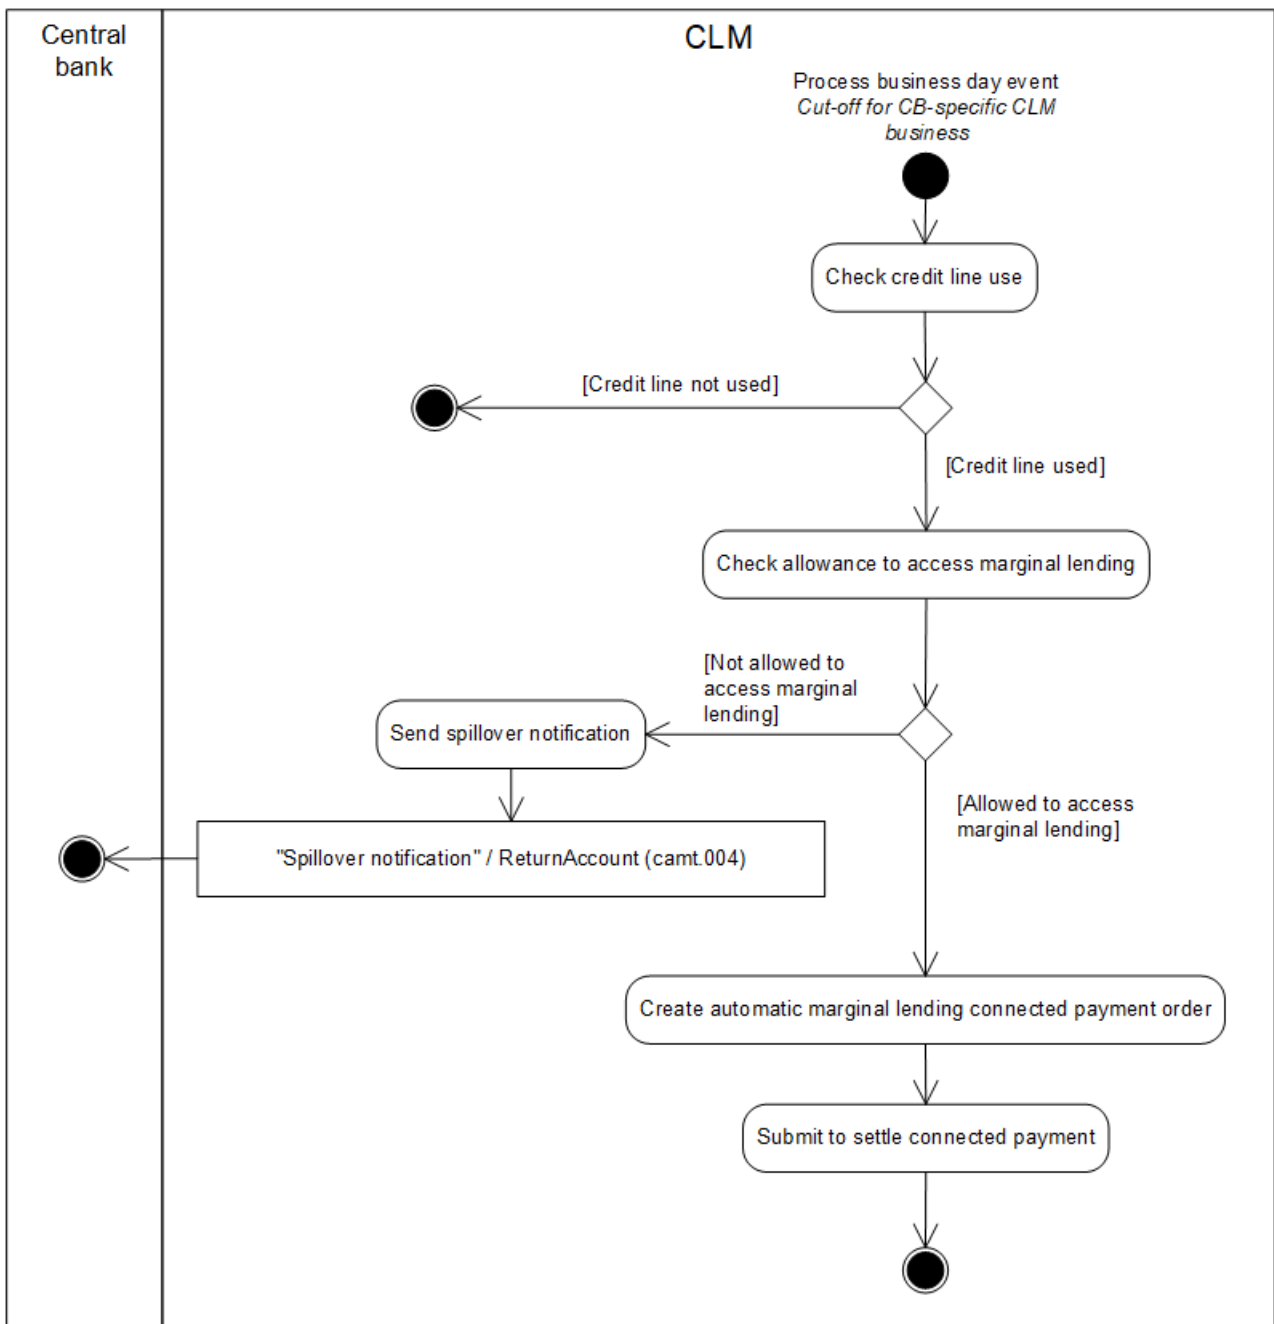 Central
bank
CLM
Process business day event
Cut-off for CB-specific CLM
business
Check credit line use
[Credit line not used]
[Credit line used]
Check allowance to access marginal lending
[Not allowed to
access marginal
lending]
Send spillover notification
[Allowed to access
marginal lending]
"Spillover notification" / ReturnAccount (camt.004)
Create automatic marginal lending connected payment order
Submit to settle connected payment